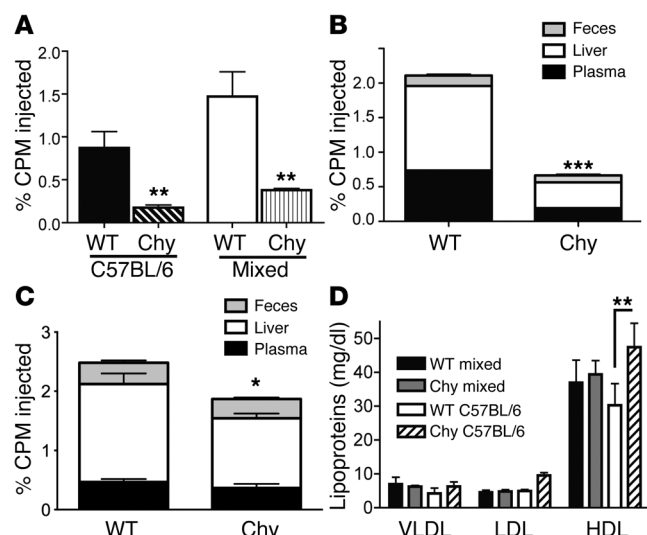 A
% CPM injected
2.0
1.5
1.0
0.5
0.0
**
**
WT Chy WT Chy
C57BL/6 Mixed
B
Feces
Liver
Plasma
% CPM injected
2.0
1.5
1.0
0.5
0.0
***
WT Chy
C
Feces
Liver
Plasma
% CPM injected
3
2
1
0
*
WT Chy
D
**
Lipoproteins (mg/dl)
50
40
30
20
10
0
WT mixed
Chy mixed
WT C57BL/6
Chy C57BL/6
VLDL LDL HDL